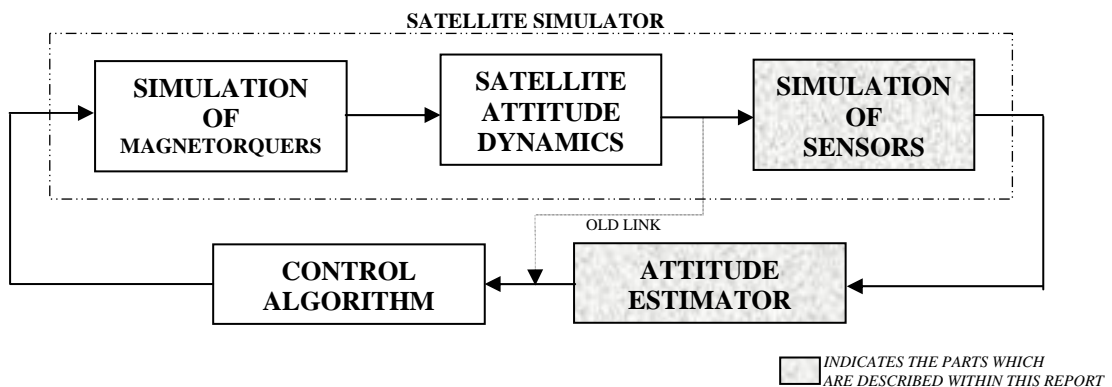 SATELLITE SIMULATOR
SIMULATION
OF
MAGNETORQUERS
SATELLITE
ATTITUDE
DYNAMICS
SIMULATION
OF
SENSORS
OLD LINK
CONTROL
ALGORITHM
ATTITUDE
ESTIMATOR
INDICATES THE PARTS WHICH
ARE DESCRIBED WITHIN THIS REPORT